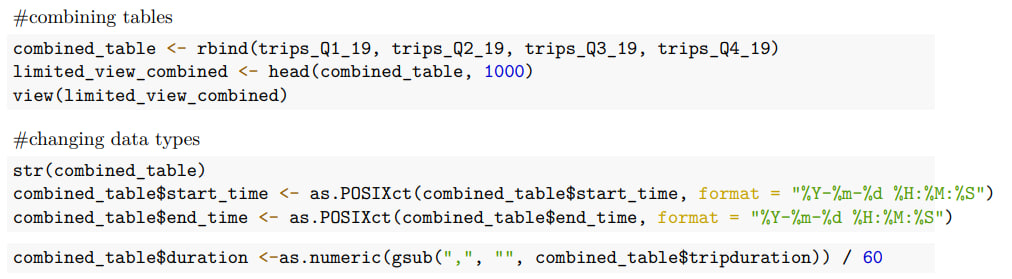 #combining tables
combined_table <- rbind(trips_Q1_19, trips_Q2_19, trips_Q3_19, trips_Q4_19)
limited_view_combined <- head(combined_table, 1000)
view(limited_view_combined)
#changing data types
str(combined_table)
combined_table$start_time <- as.POSIXct(combined_table$start_time, format = "%Y-%m-%d %H:%M:%S")
combined_table$end_time <- as.POSIXct(combined_table$end_time, format = "%Y-%m-%d %H:%M:%S")
combined_table$duration <-as.numeric(gsub(",", "", combined_table$tripduration)) / 60